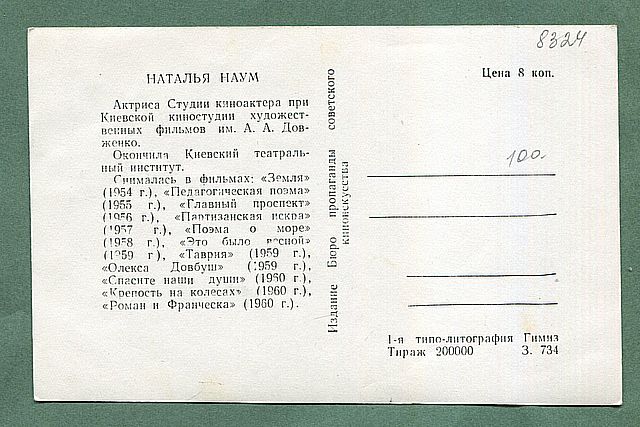 8324
НАТАЛЬЯ НАУМ
Актриса Студии киноактера при
Киевской киностудии художест-
венных фильмов им. А. А. Дов-
женко.
Окончила Киевский театраль-
ный институт.
Снималась в фильмах: «Земля»
(1954 г.), «Педагогическая поэма»
(1955 г.), «Главный проспект»
(1956 г.), «Партизанская искра»
(1957 г.), «Поэма о море»
(1958 г.), «Это было весной»
(1959 г), «Таврия» (1959 г.),
«Олекса Довбуш» (1959 г.),
«Спасите наши души» (1960 г.),
«Крепость на колесах» (1960 г.),
«Роман и Франческа» (1960 г.).
Издание Бюро пропаганды советского
киноискусства
Цена 8 коп.
100.
1-я типо-литография Гимиз
Тираж 200000 З. 734